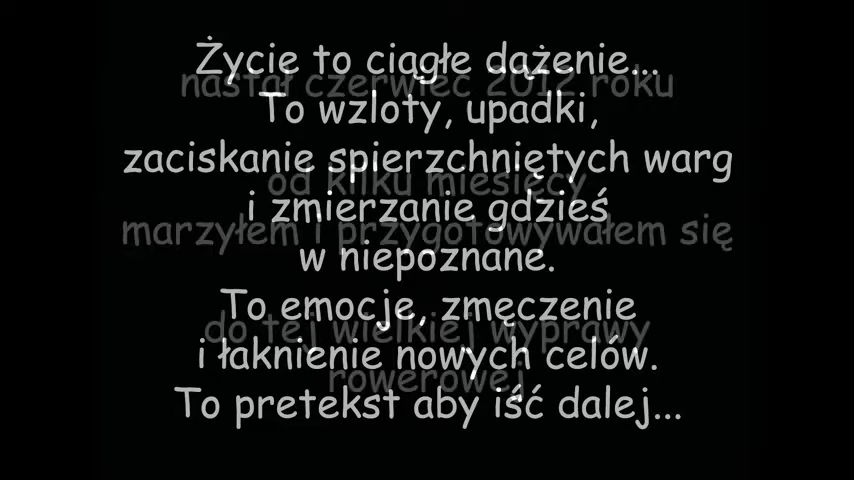 Życie to ciągłe dążenie...
nastał czerwiec 2012 roku
To wzloty, upadki,
zaciskanie spierzchniętych warg
od kilku miesięcy
i zmierzanie gdzieś
marzyłem i przygotowywałem się
w niepoznane.
To emocje, zmęczenie
do tej wielkiej wyprawy
i łaknienie nowych celów.
rowerowej
To pretekst aby iść dalej...